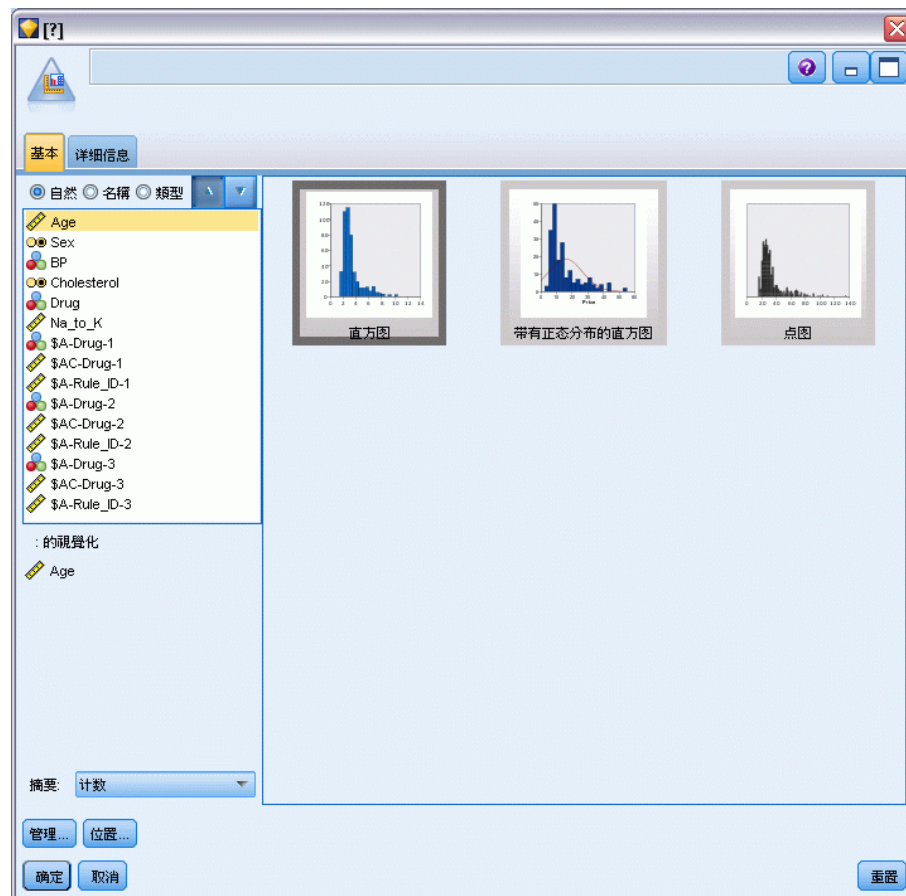 [?]
基本 详细信息
自然 名稱 類型
Age
Sex
BP
Cholesterol
Drug
Na_to_K
$A-Drug-1
$AC-Drug-1
$A-Rule_ID-1
$A-Drug-2
$AC-Drug-2
$A-Rule_ID-2
$A-Drug-3
$AC-Drug-3
$A-Rule_ID-3
: 的視覺化
Age
直方图
带有正态分布的直方图
点图
摘要: 计数
管理... 位置...
确定 取消 重置